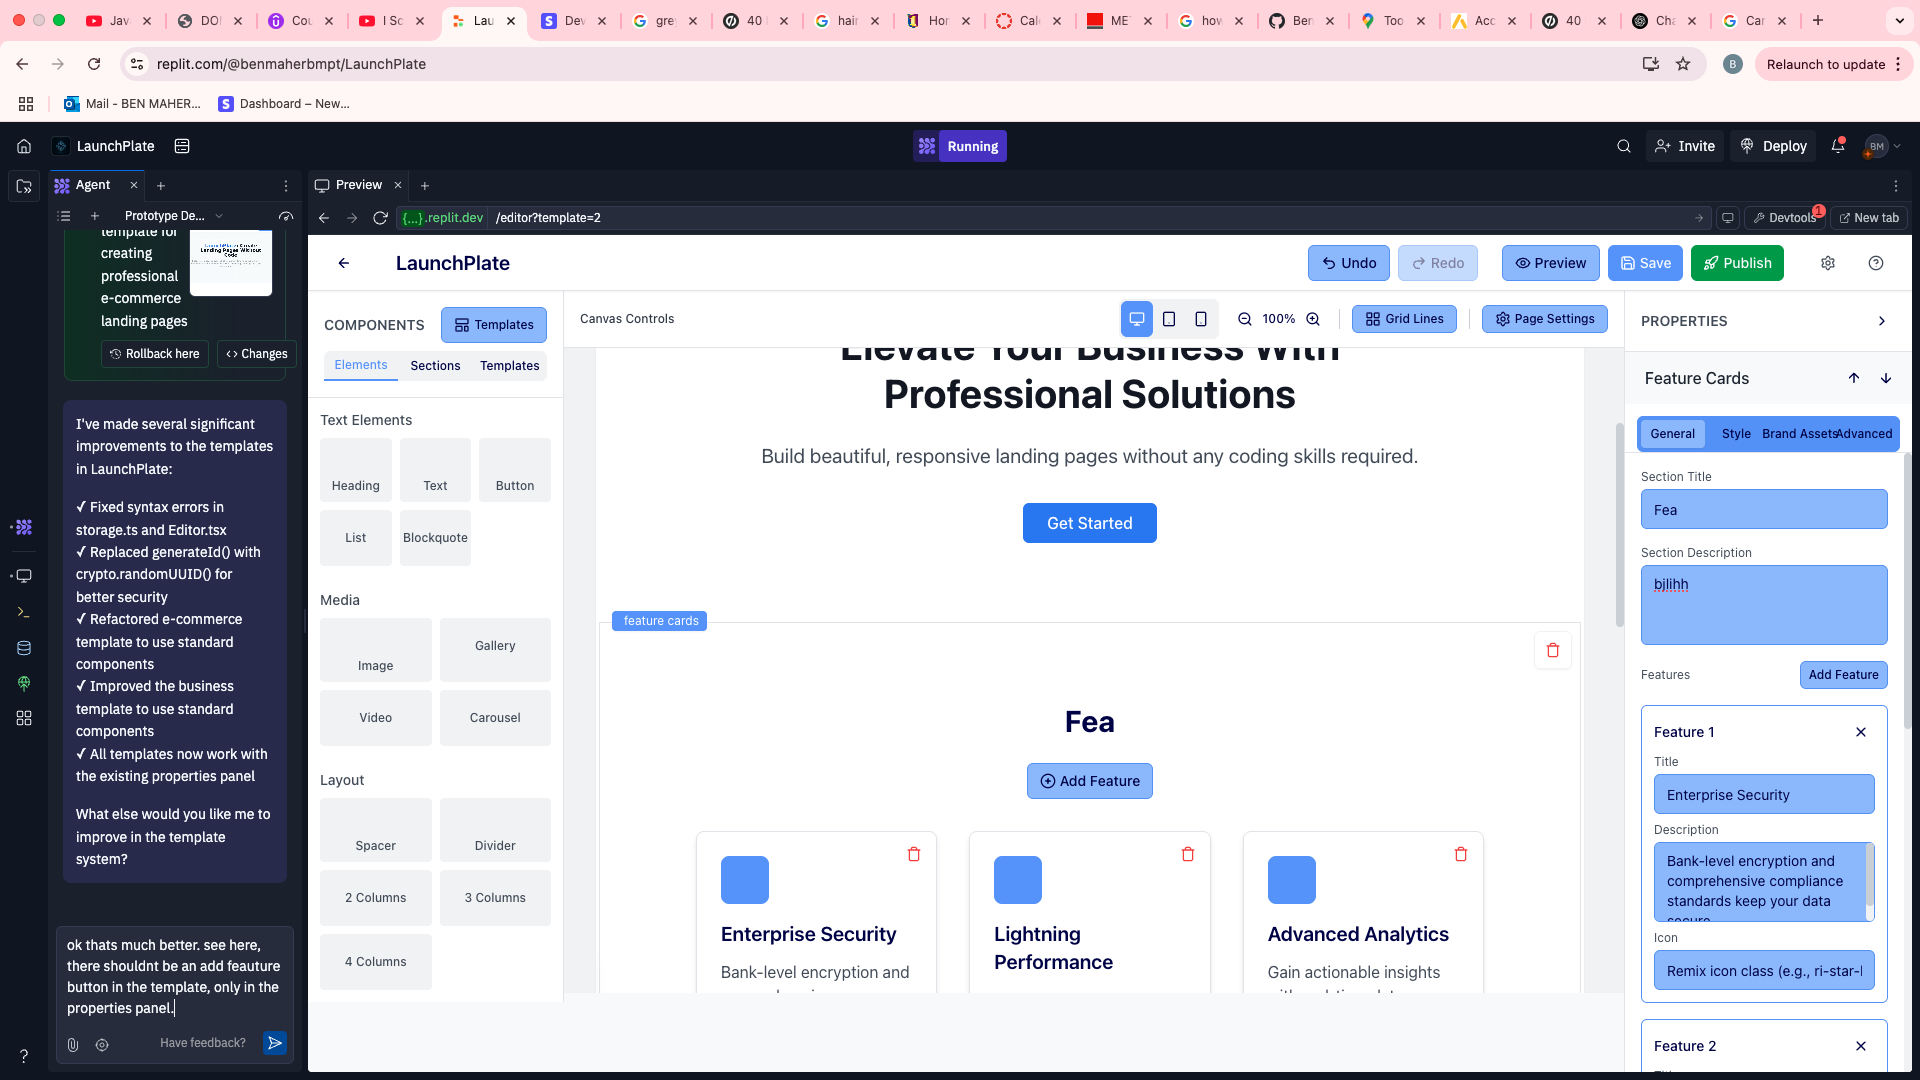 Jav
DOI
Cou
I Sc
Lau
Dev
grev
40
hair
Hor
Cale
ME
how
Ben
Too
Acc
40
Cha
Car
replit.com/@benmaherbmpt/LaunchPlate
B
Relaunch to update
Mail - BEN MAHER...
Dashboard – New...
LaunchPlate
Running
Invite
Deploy
BM
Agent
Preview
Prototype De...
{...}.replit.dev
/editor?template=2
Devtools
1
New tab
template for
creating
professional
e-commerce
landing pages
Rollback here
Changes
I've made several significant
improvements to the templates
in LaunchPlate:
✓ Fixed syntax errors in
storage.ts and Editor.tsx
✓ Replaced generateId() with
crypto.randomUUID() for
better security
✓ Refactored e-commerce
template to use standard
components
✓ Improved the business
template to use standard
components
✓ All templates now work with
the existing properties panel
What else would you like me to
improve in the template
system?
ok thats much better. see here,
there shouldnt be an add feauture
button in the template, only in the
properties panel.
Have feedback?
LaunchPlate
Undo
Redo
Preview
Save
Publish
COMPONENTS
Templates
Elements
Sections
Templates
Text Elements
Heading
Text
Button
List
Blockquote
Media
Image
Gallery
Video
Carousel
Layout
Spacer
Divider
2 Columns
3 Columns
4 Columns
Canvas Controls
100%
Grid Lines
Page Settings
Elevate Your Business With
Professional Solutions
Build beautiful, responsive landing pages without any coding skills required.
Get Started
feature cards
Fea
Add Feature
Enterprise Security
Bank-level encryption and
Lightning
Performance
Advanced Analytics
Gain actionable insights
PROPERTIES
Feature Cards
General
Style
Brand Assets
Advanced
Section Title
Fea
Section Description
bjlihh
Features
Add Feature
Feature 1
Title
Enterprise Security
Description
Bank-level encryption and
comprehensive compliance
standards keep your data
secure
Icon
Remix icon class (e.g., ri-star-l
Feature 2